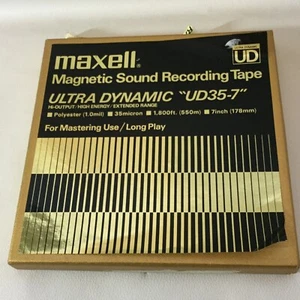 maxell
UD
Magnetic Sound Recording Tape
ULTRA DYNAMIC "UD35-7"
HI-OUTPUT/HIGH ENERGY/EXTENDED RANGE
■ Polyester (1.0mil) ■ 35micron ■ 1,800ft. (550m) ■ 7inch (178mm)
For Mastering Use/Long Play